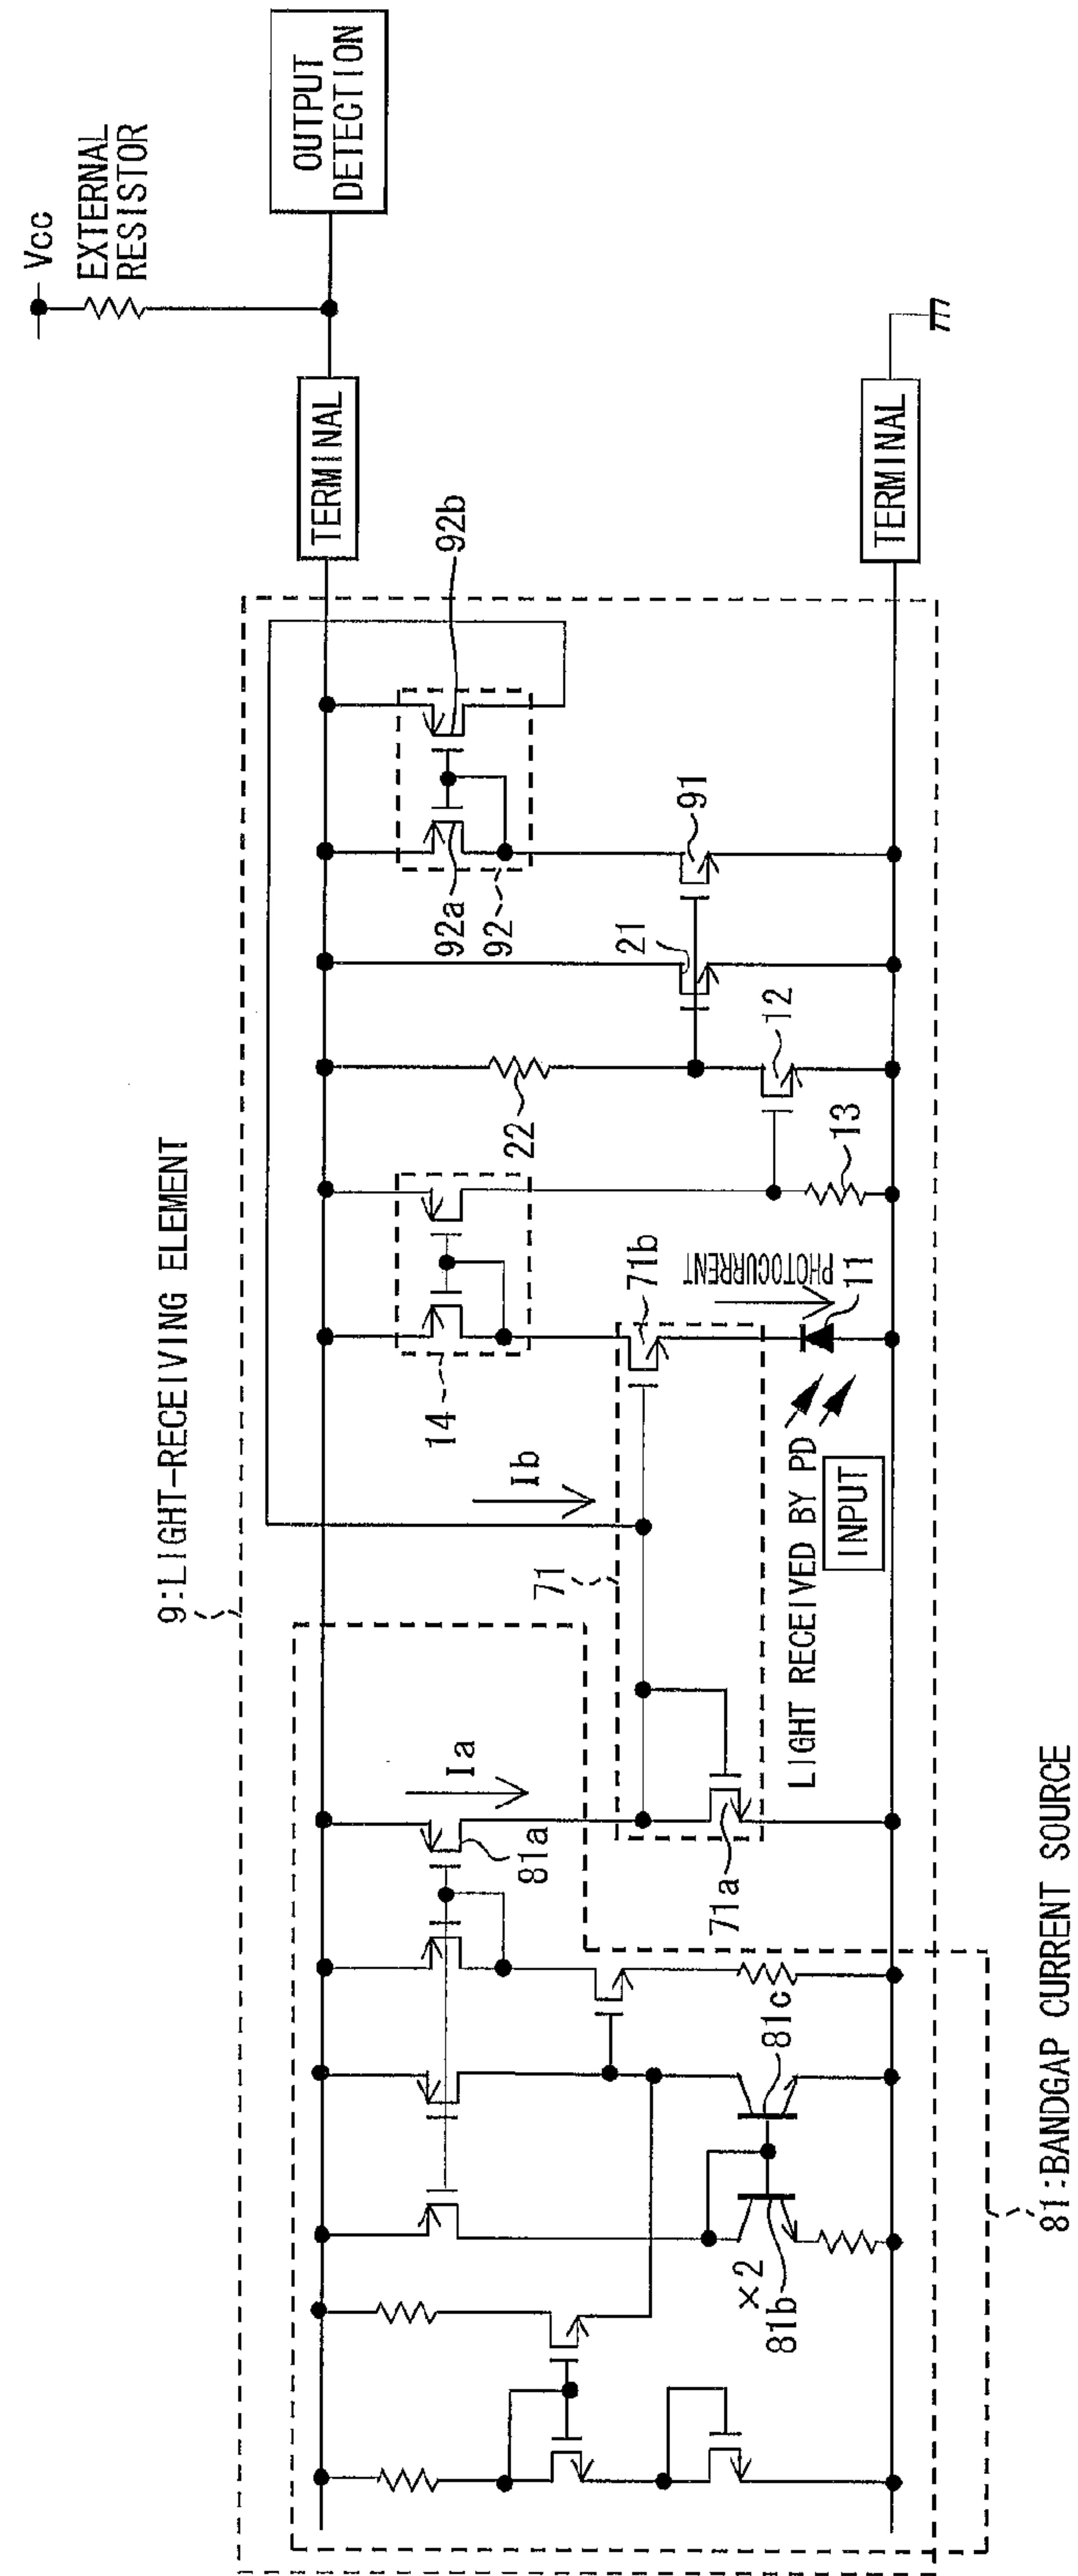 9:LIGHT-RECEIVING ELEMENT
Vcc
EXTERNAL
RESISTOR
OUTPUT
DETECTION
TERMINAL
TERMINAL
92b
92a
92
91
21
12
22
13
14
71b
PHOTOCURRENT
11
Ib
71
LIGHT RECEIVED BY PD
INPUT
Ia
81a
71a
81c
×2
81b
81:BANDGAP CURRENT SOURCE